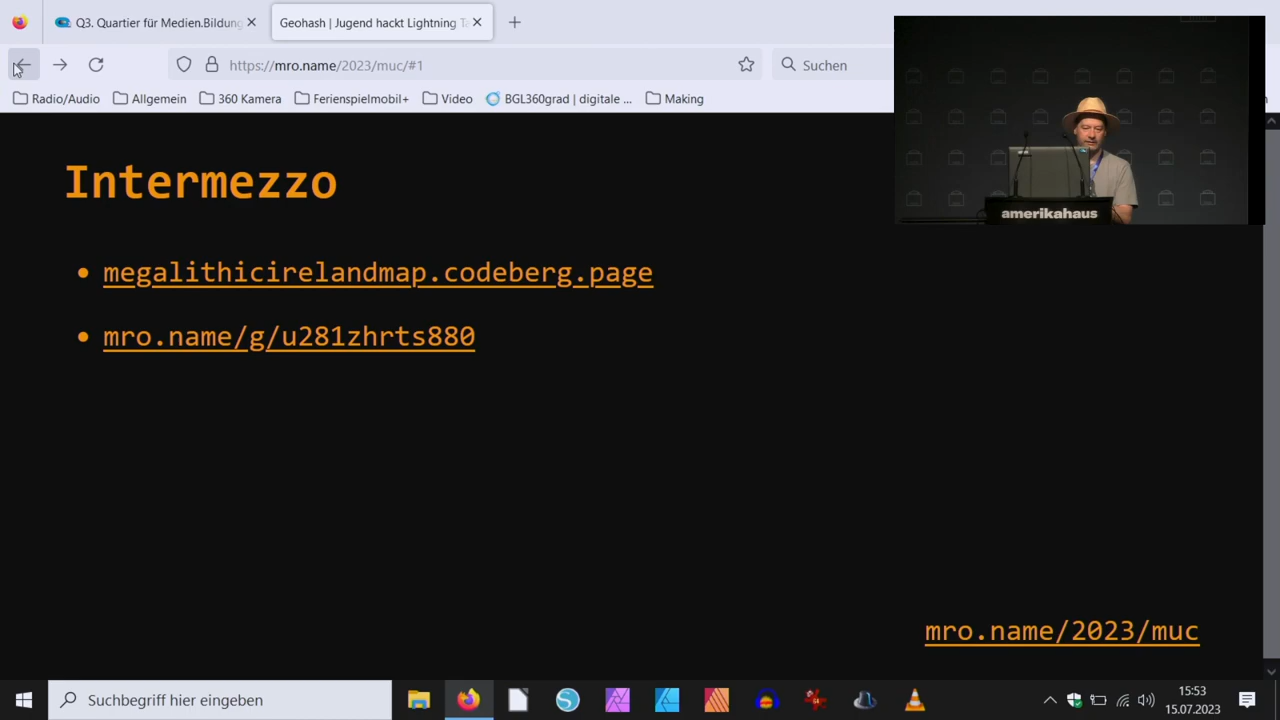 Q3. Quartier für Medien.Bildung
Geohash | Jugend hackt Lightning Ta
https://mro.name/2023/muc/#1
Suchen
Radio/Audio
Allgemein
360 Kamera
Ferienspielmobil+
Video
BGL360grad | digitale ...
Making
amerikahaus
Intermezzo
• megalithicirelandmap.codeberg.page
• mro.name/g/u281zhrts880
mro.name/2023/muc
Suchbegriff hier eingeben
15:53
15.07.2023